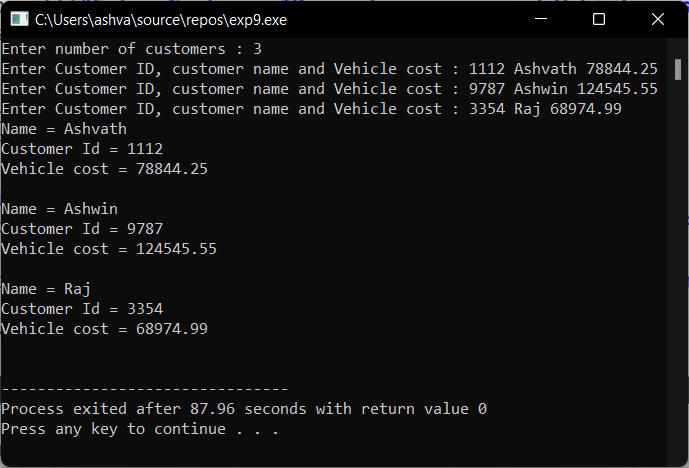 C:\Users\ashva\source\repos\exp9.exe
Enter number of customers : 3
Enter Customer ID, customer name and Vehicle cost : 1112 Ashvath 78844.25
Enter Customer ID, customer name and Vehicle cost : 9787 Ashwin 124545.55
Enter Customer ID, customer name and Vehicle cost : 3354 Raj 68974.99
Name = Ashvath
Customer Id = 1112
Vehicle cost = 78844.25
Name = Ashwin
Customer Id = 9787
Vehicle cost = 124545.55
Name = Raj
Customer Id = 3354
Vehicle cost = 68974.99
--------------------------------
Process exited after 87.96 seconds with return value 0
Press any key to continue . . .